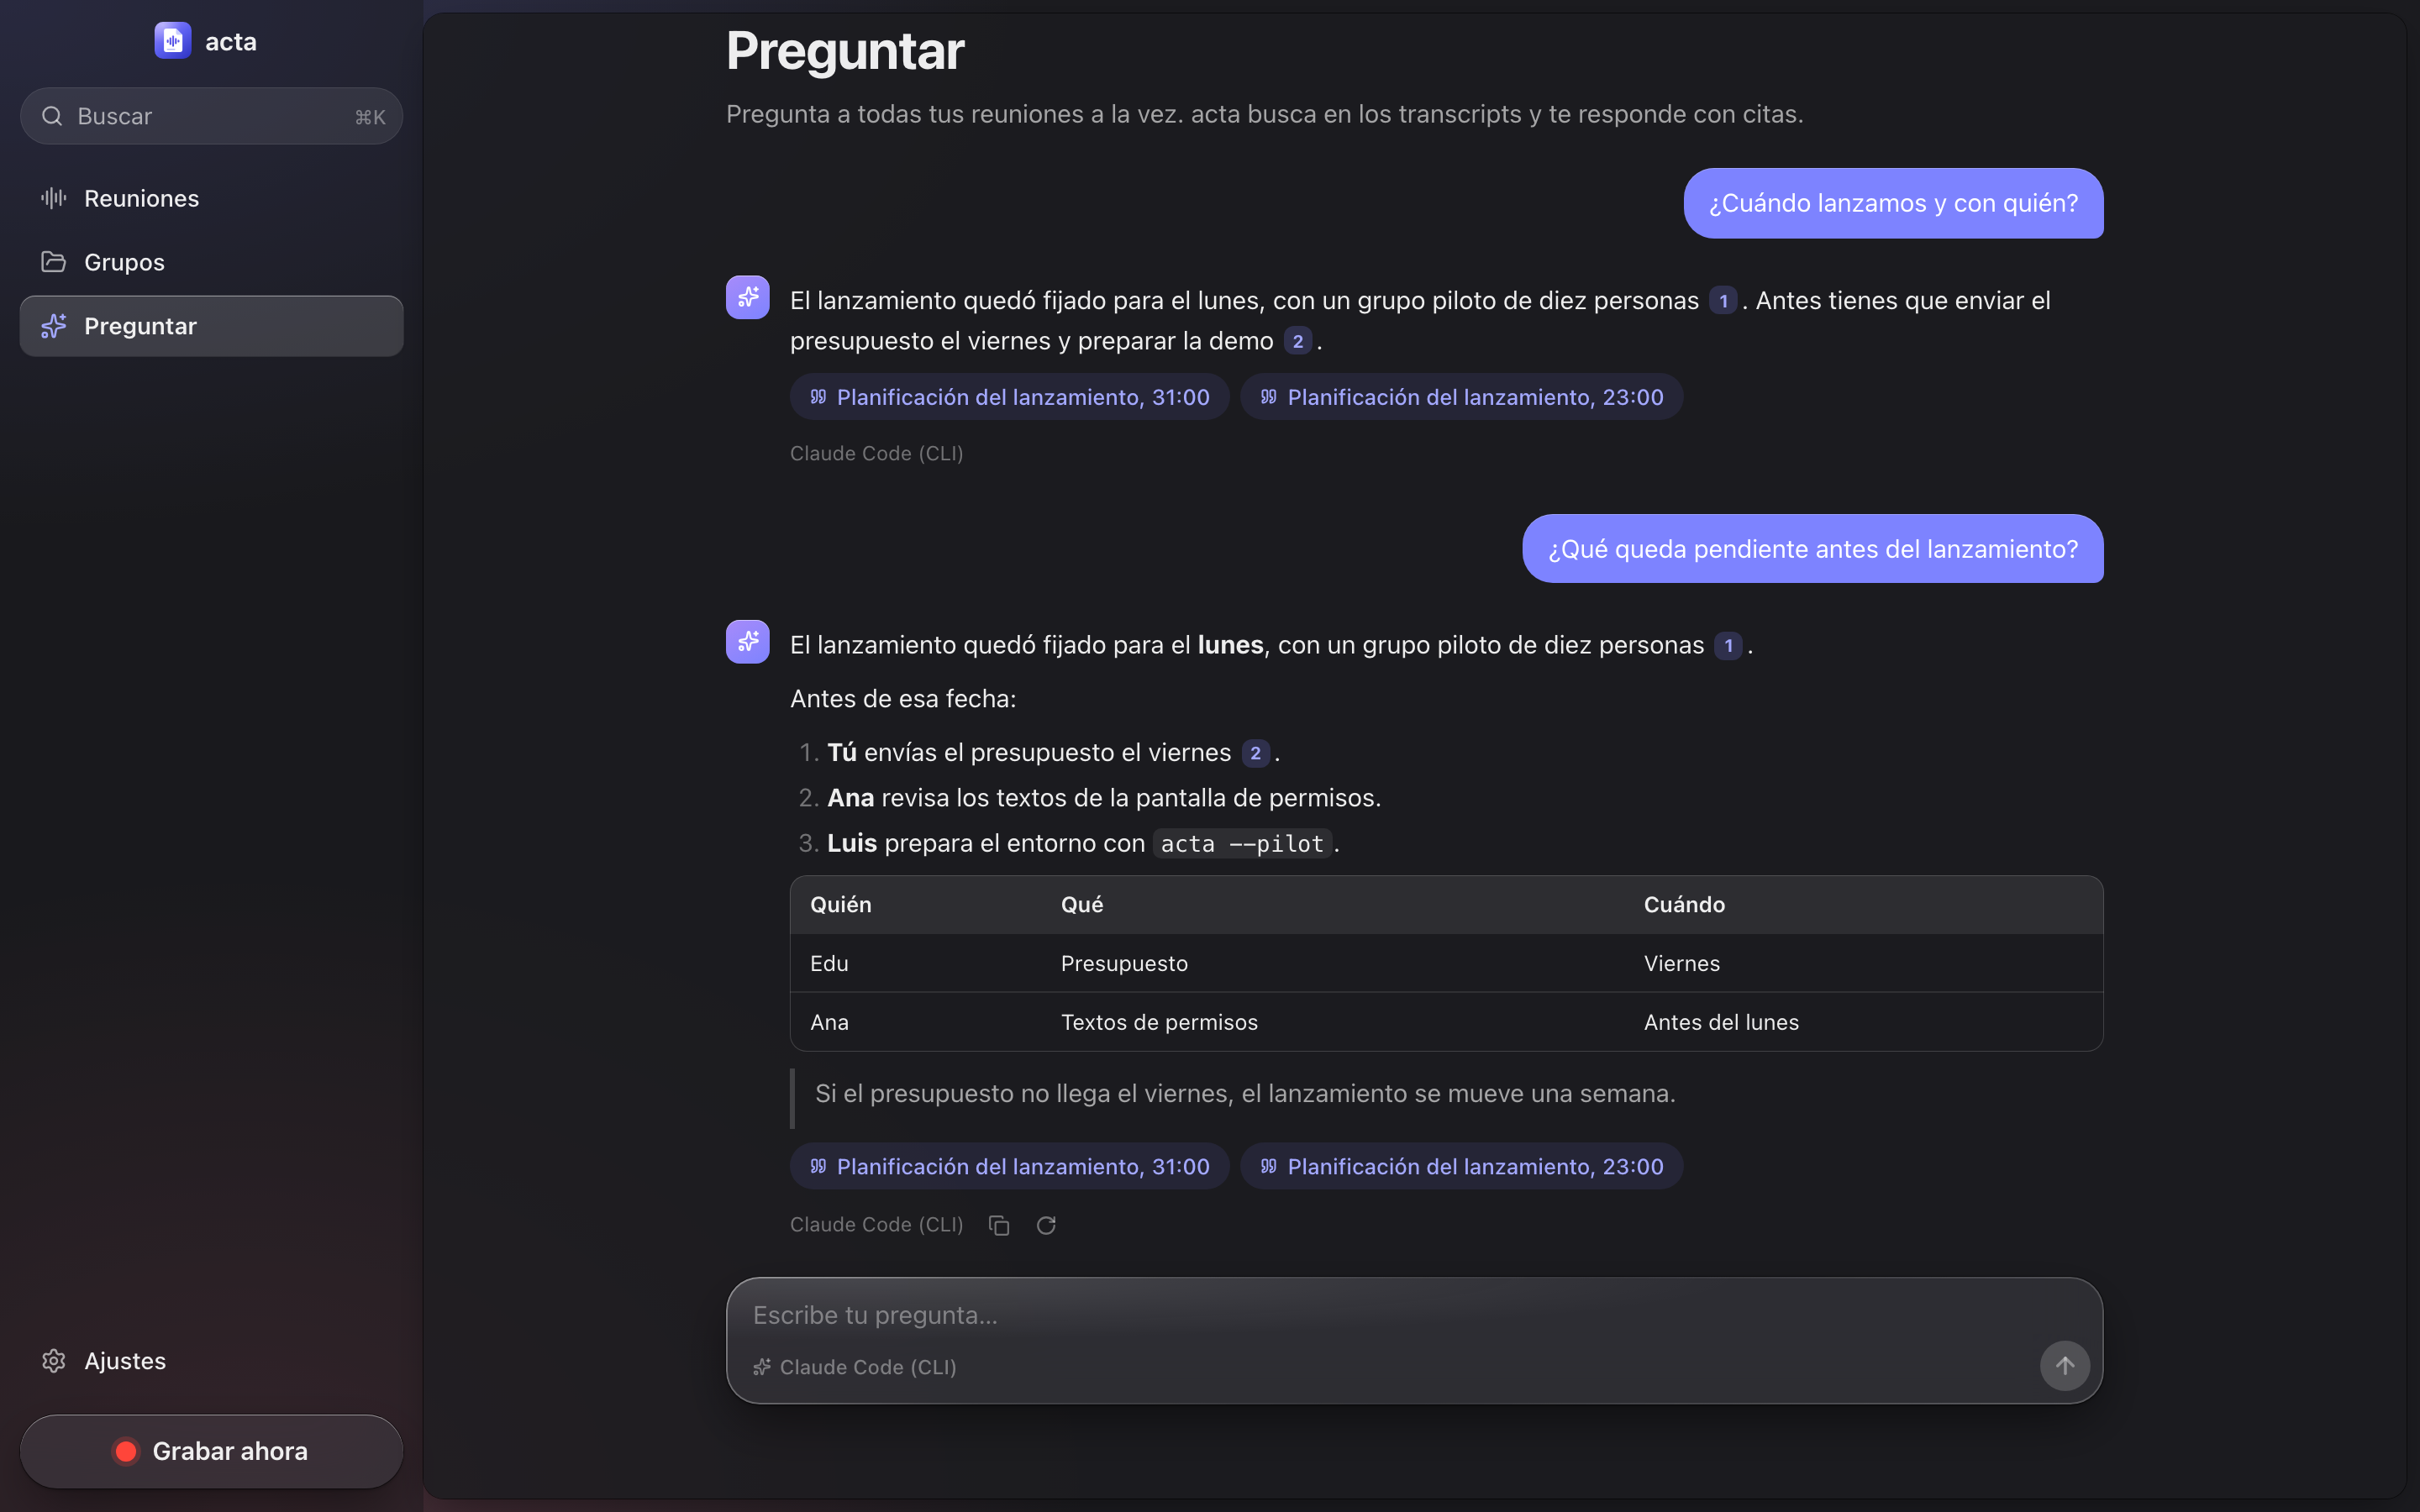 acta
Buscar ⌘K
Reuniones
Grupos
Preguntar
Ajustes
Grabar ahora
Preguntar
Pregunta a todas tus reuniones a la vez. acta busca en los transcripts y te responde con citas.
¿Cuándo lanzamos y con quién?
El lanzamiento quedó fijado para el lunes, con un grupo piloto de diez personas 1. Antes tienes que enviar el
presupuesto el viernes y preparar la demo 2.
Planificación del lanzamiento, 31:00 Planificación del lanzamiento, 23:00
Claude Code (CLI)
¿Qué queda pendiente antes del lanzamiento?
El lanzamiento quedó fijado para el lunes, con un grupo piloto de diez personas 1.
Antes de esa fecha:
1. Tú envías el presupuesto el viernes 2.
2. Ana revisa los textos de la pantalla de permisos.
3. Luis prepara el entorno con acta --pilot.
Quién Qué Cuándo
Edu Presupuesto Viernes
Ana Textos de permisos Antes del lunes
Si el presupuesto no llega el viernes, el lanzamiento se mueve una semana.
Planificación del lanzamiento, 31:00 Planificación del lanzamiento, 23:00
Claude Code (CLI)
Escribe tu pregunta...
Claude Code (CLI)